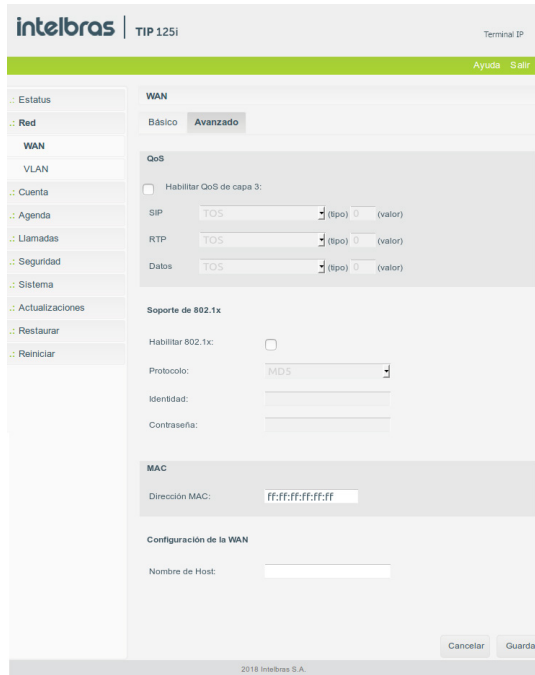 intelbras TIP 125i
Terminal IP
Ayuda Salir
.: Estatus
.: Red
WAN
VLAN
.: Cuenta
.: Agenda
.: Llamadas
.: Seguridad
.: Sistema
.: Actualizaciones
.: Restaurar
.: Reiniciar
WAN
Básico Avanzado
QoS
Habilitar QoS de capa 3:
SIP TOS (tipo) 0 (valor)
RTP TOS (tipo) 0 (valor)
Datos TOS (tipo) 0 (valor)
Soporte de 802.1x
Habilitar 802.1x:
Protocolo: MD5
Identidad:
Contraseña:
MAC
Dirección MAC: ff:ff:ff:ff:ff:ff
Configuración de la WAN
Nombre de Host:
Cancelar Guarda
2018 Intelbras S.A.